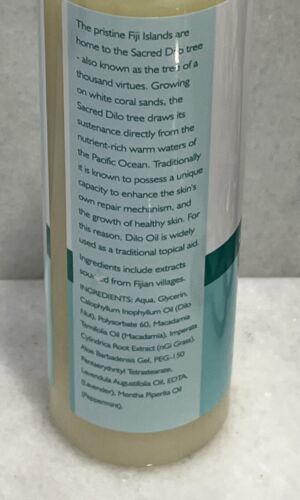 The pristine Fiji Islands are
home to the Sacred Dilo tree
- also known as the tree of a
thousand virtues. Growing
on white coral sands, the
Sacred Dilo tree draws its
sustenance directly from the
nutrient-rich warm waters of
the Pacific Ocean. Traditionally
it is known to possess a unique
capacity to enhance the skin's
own repair mechanism, and
the growth of healthy skin. For
this reason, Dilo Oil is widely
used as a traditional topical aid.
Ingredients include extracts
from Fijian villages.
INGREDIENTS: Aqua, Glycerin,
Calophyllum Inophyllum Oil (Dilo
Nut), Polysorbate 60, Macadamia
Ternifolia Oil (Macadamia), Imperata
Cylindrica Root Extract (nGi Grass),
Aloe Barbadensis Gel, PEG-150
Pentaerythrityl Tetrastearate,
Lavendula Augustifolia Oil, EDTA,
(Lavender), Mentha Piperita Oil
(Peppermint).